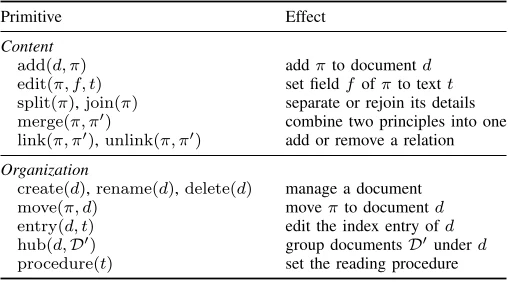 Primitive Effect
Content
add(d, π) add π to document d
edit(π, f, t) set field f of π to text t
split(π), join(π) separate or rejoin its details
merge(π, π′) combine two principles into one
link(π, π′), unlink(π, π′) add or remove a relation
Organization
create(d), rename(d), delete(d) manage a document
move(π, d) move π to document d
entry(d, t) edit the index entry of d
hub(d, 𝒟′) group documents 𝒟′ under d
procedure(t) set the reading procedure